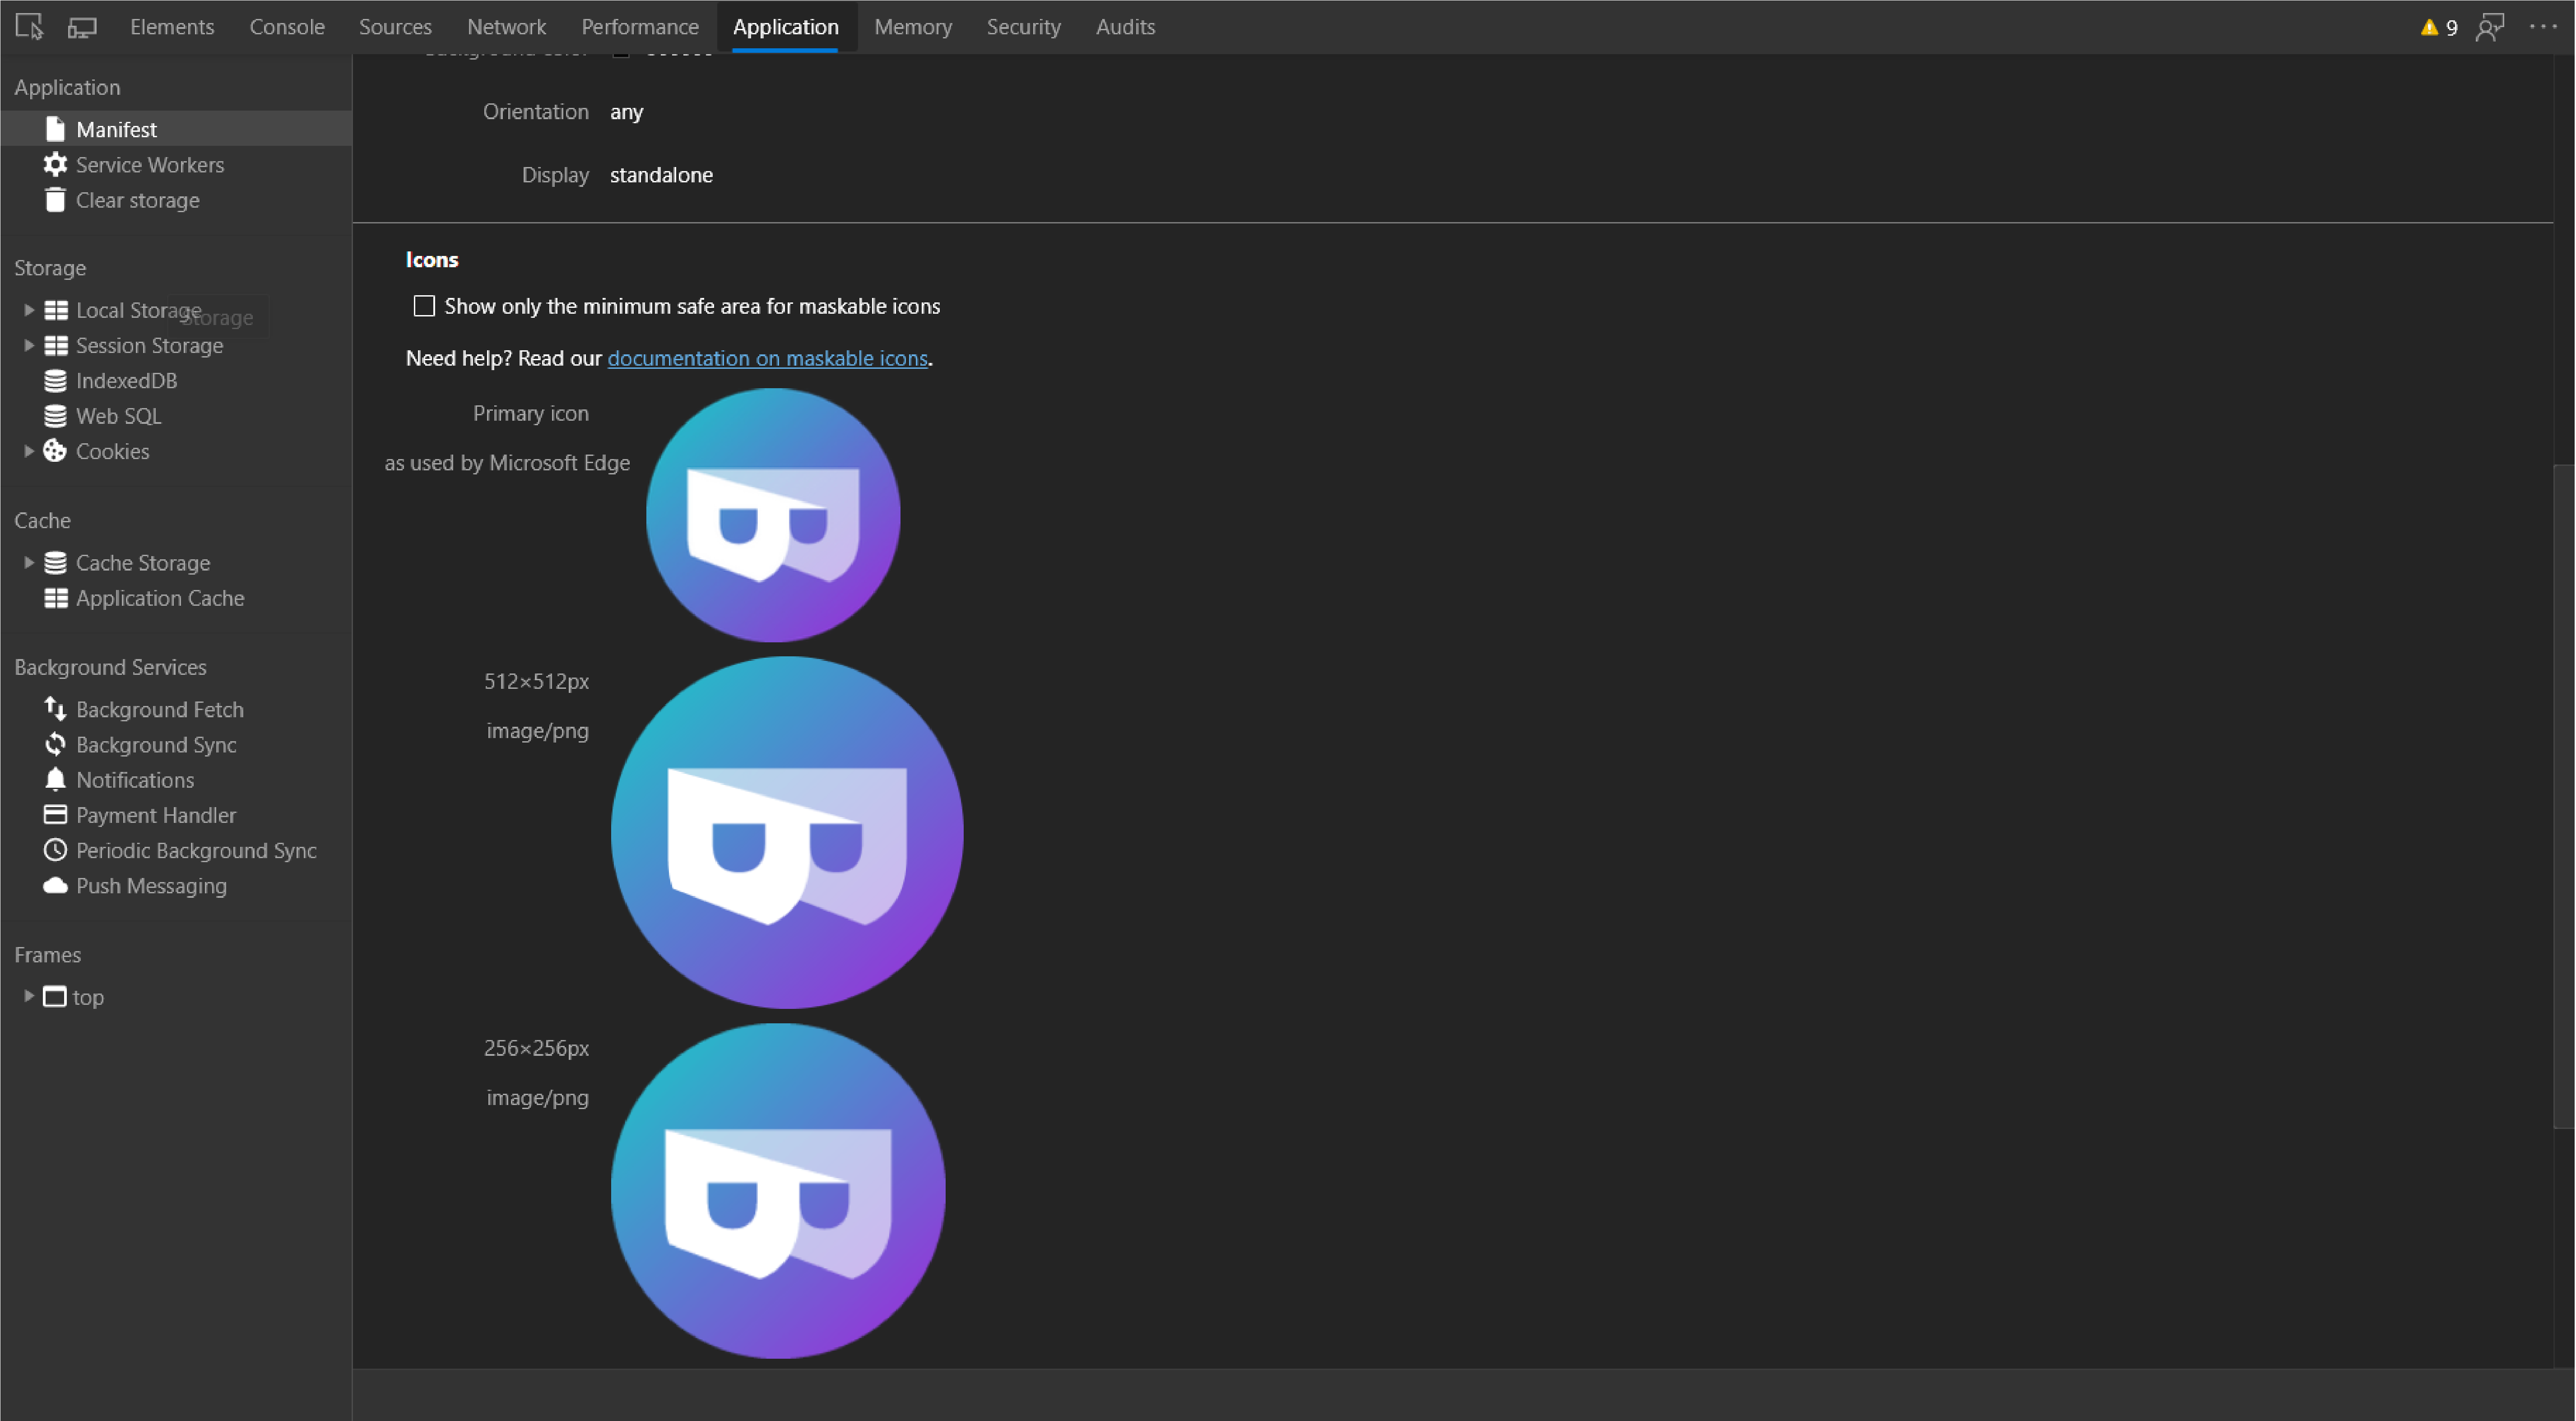 Elements Console Sources Network Performance Application Memory Security Audits 9
Application
Manifest
Service Workers
Clear storage
Storage
Local Storage
Storage
Session Storage
IndexedDB
Web SQL
Cookies
Cache
Cache Storage
Application Cache
Background Services
Background Fetch
Background Sync
Notifications
Payment Handler
Periodic Background Sync
Push Messaging
Frames
top
Orientation any
Display standalone
Icons
Show only the minimum safe area for maskable icons
Need help? Read our documentation on maskable icons.
Primary icon
as used by Microsoft Edge
512×512px
image/png
256×256px
image/png